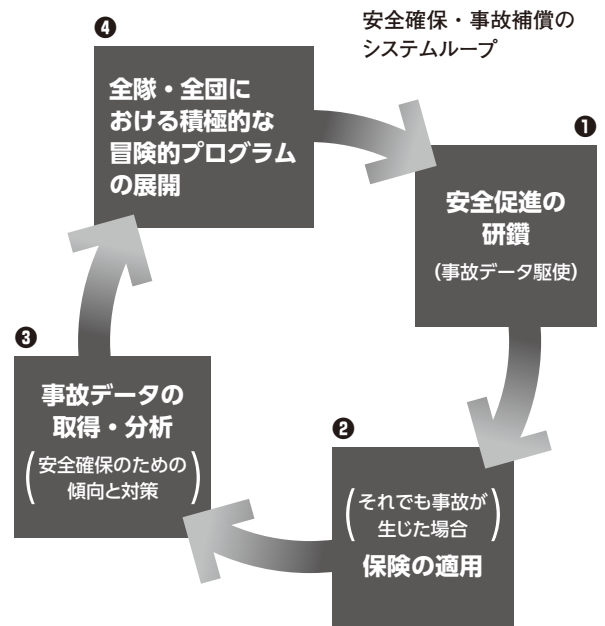 安全確保・事故補償の
システムループ
❶
安全促進の
研鑽
(事故データ駆使)
❷
(それでも事故が
生じた場合)
保険の適用
❸
事故データの
取得・分析
(安全確保のための
傾向と対策)
❹
全隊・全団に
おける積極的な
冒険的プログラム
の展開